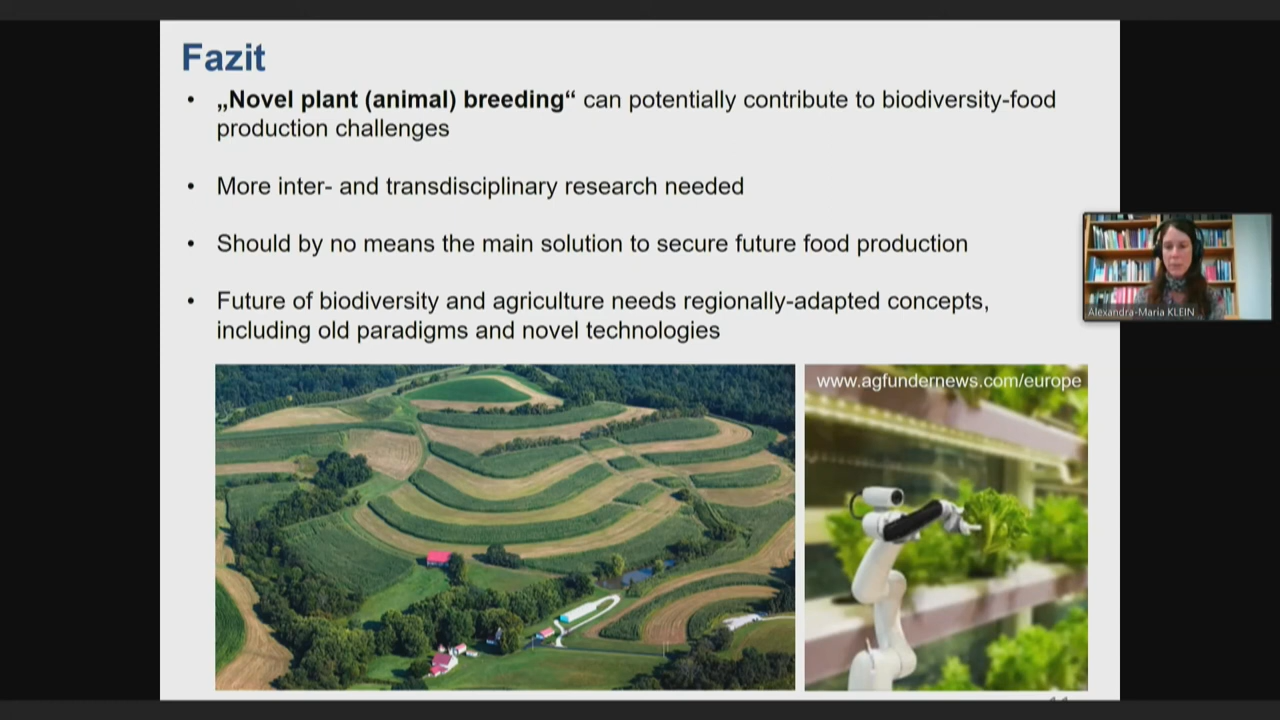 Fazit
• „Novel plant (animal) breeding“ can potentially contribute to biodiversity-food
production challenges
• More inter- and transdisciplinary research needed
• Should by no means the main solution to secure future food production
• Future of biodiversity and agriculture needs regionally-adapted concepts,
including old paradigms and novel technologies
www.agfundernews.com/europe
Alexandra-Maria KLEIN